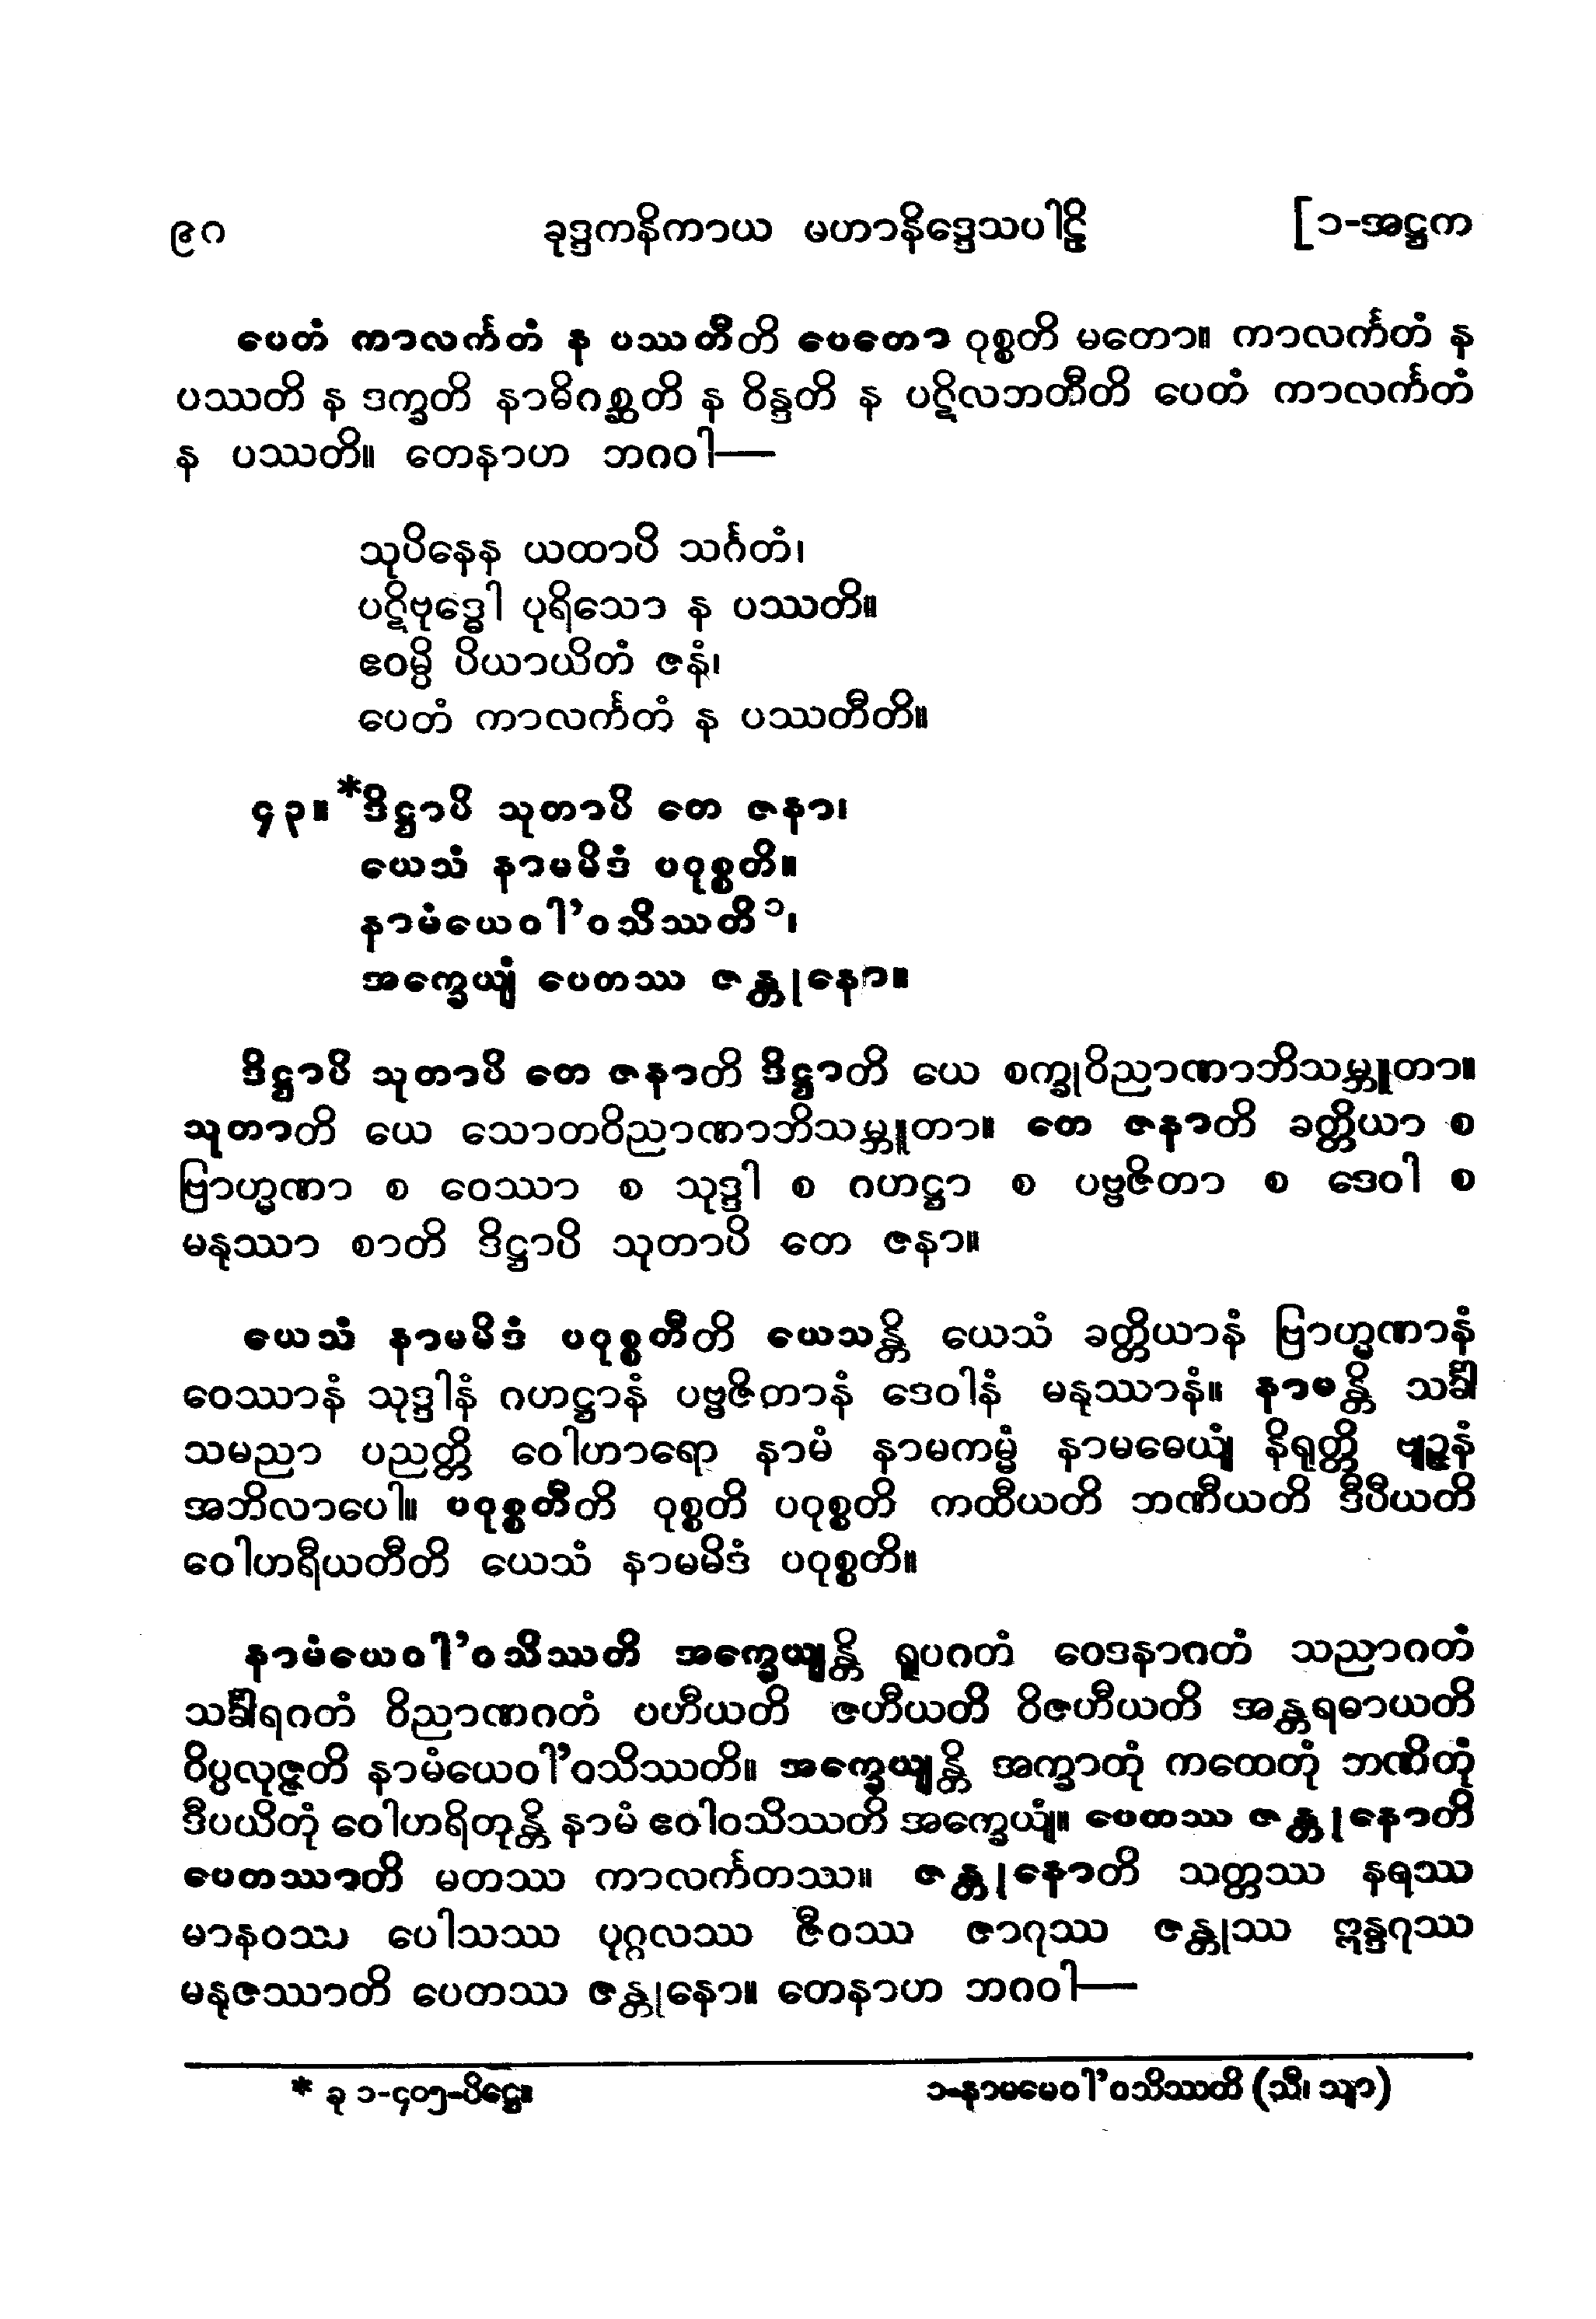 ၉ဂ ခုဒ္ဒကနိကာယ မဟာနိဒ္ဒေသပါဠိ [၁-အဋ္ဌက
ပေတံ ကာလင်္ကတံ န ပဿတီတိ ပေတော ဝုစ္စတိ မတော။ ကာလင်္ကတံ န
ပဿတိ န ဒက္ခတိ နာဓိဂစ္ဆတိ န ဝိန္ဒတိ န ပဋိလဘတီတိ ပေတံ ကာလင်္ကတံ
န ပဿတိ။ တေနာဟ ဘဂဝါ—
သုပိနေန ယထာပိ သင်္ဂတံ၊
ပဋိဗုဒ္ဓေါ ပုရိသော န ပဿတိ။
ဧဝမ္ပိ ပိယာယိတံ ဇနံ၊
ပေတံ ကာလင်္ကတံ န ပဿတီတိ။
၄၃။ *ဒိဋ္ဌာပိ သုတာပိ တေ ဇနာ၊
ယေသံ နာမမိဒံ ပဝုစ္စတိ။
နာမံယေဝါ’ဝသိဿတိ၁၊
အက္ခေယျံ ပေတဿ ဇန္တုနော။
ဒိဋ္ဌာပိ သုတာပိ တေ ဇနာတိ ဒိဋ္ဌာတိ ယေ စက္ခုဝိညာဏာဘိသမ္ဘူတာ။
သုတာတိ ယေ သောတဝိညာဏာဘိသမ္ဘူတာ။ တေ ဇနာတိ ခတ္တိယာ စ
ဗြာဟ္မဏာ စ ဝေဿာ စ သုဒ္ဒါ စ ဂဟဋ္ဌာ စ ပဗ္ဗဇိတာ စ ဒေဝါ စ
မနုဿာ စာတိ ဒိဋ္ဌာပိ သုတာပိ တေ ဇနာ။
ယေသံ နာမမိဒံ ပဝုစ္စတီတိ ယေသန္တိ ယေသံ ခတ္တိယာနံ ဗြာဟ္မဏာနံ
ဝေဿာနံ သုဒ္ဒါနံ ဂဟဋ္ဌာနံ ပဗ္ဗဇိတာနံ ဒေဝါနံ မနုဿာနံ။ နာမန္တိ သင်္ခါ
သမညာ ပညတ္တိ ဝေါဟာရော နာမံ နာမကမ္မံ နာမဓေယျံ နိရုတ္တိ ဗျဉ္ဇနံ
အဘိလာပေါ။ ပဝုစ္စတီတိ ဝုစ္စတိ ပဝုစ္စတိ ကထီယတိ ဘဏီယတိ ဒီပီယတိ
ဝေါဟရီယတီတိ ယေသံ နာမမိဒံ ပဝုစ္စတိ။
နာမံယေဝါ’ဝသိဿတိ အက္ခေယျန္တိ ရူပဂတံ ဝေဒနာဂတံ သညာဂတံ
သင်္ခါရဂတံ ဝိညာဏဂတံ ပဟီယတိ ဇဟီယတိ ဝိဇဟီယတိ အန္တရဓာယတိ
ဝိပ္ပလုဇ္ဇတိ နာမံယေဝါ’ဝသိဿတိ။ အက္ခေယျန္တိ အက္ခာတုံ ကထေတုံ ဘဏိတုံ
ဒီပယိတုံ ဝေါဟရိတုန္တိ နာမံ ဧဝါဝသိဿတိ အက္ခေယျံ။ ပေတဿ ဇန္တုနောတိ
ပေတဿာတိ မတဿ ကာလင်္ကတဿ။ ဇန္တုနောတိ သတ္တဿ နရဿ
မာနဝဿ ပေါသဿ ပုဂ္ဂလဿ ဇီဝဿ ဇာဂုဿ ဇန္တုဿ ဣန္ဒဂုဿ
မနုဇဿာတိ ပေတဿ ဇန္တုနော။ တေနာဟ ဘဂဝါ—
* ခု ၁-၄၀၅-ပိဋ္ဌေ။ ၁-နာမမေဝါ’ဝသိဿတိ (သီ၊ သျာ)